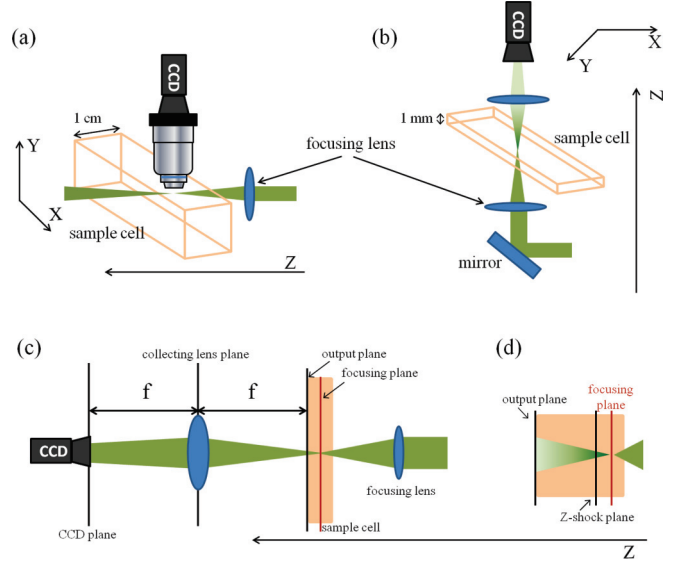 (a)
CCD
1 cm
Y
X
sample cell
focusing lens
Z
(b)
CCD
X
Y
Z
1 mm
sample cell
mirror
(c)
collecting lens plane
output plane
focusing plane
f
f
CCD
focusing lens
CCD plane
sample cell
(d)
output plane
focusing
plane
Z-shock plane
Z